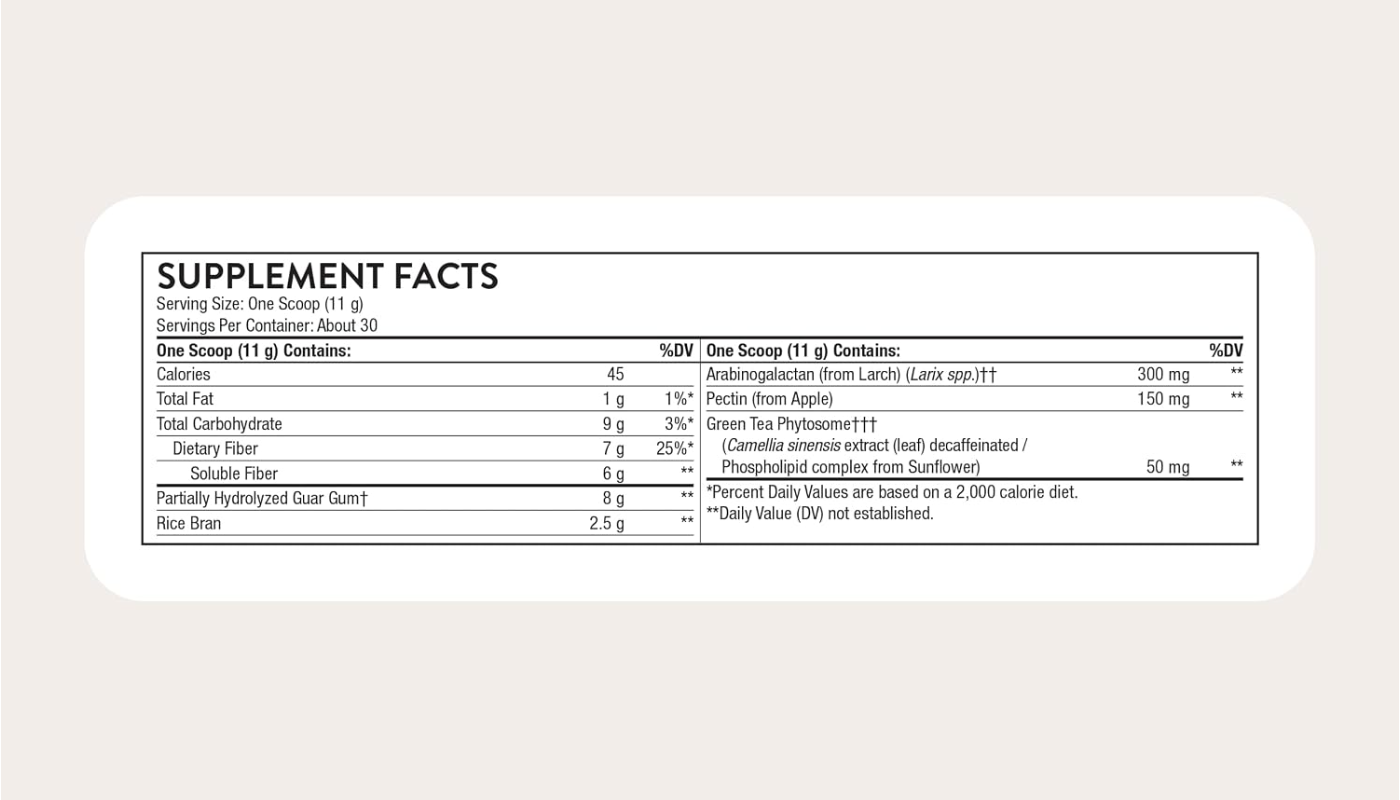 SUPPLEMENT FACTS
Serving Size: One Scoop (11 g)
Servings Per Container: About 30
One Scoop (11 g) Contains: %DV
Calories 45
Total Fat 1 g 1%*
Total Carbohydrate 9 g 3%*
Dietary Fiber 7 g 25%*
Soluble Fiber 6 g **
Partially Hydrolyzed Guar Gum† 8 g **
Rice Bran 2.5 g **
One Scoop (11 g) Contains: %DV
Arabinogalactan (from Larch) (Larix spp.)†† 300 mg **
Pectin (from Apple) 150 mg **
Green Tea Phytosome†††
(Camellia sinensis extract (leaf) decaffeinated /
Phospholipid complex from Sunflower) 50 mg **
*Percent Daily Values are based on a 2,000 calorie diet.
**Daily Value (DV) not established.